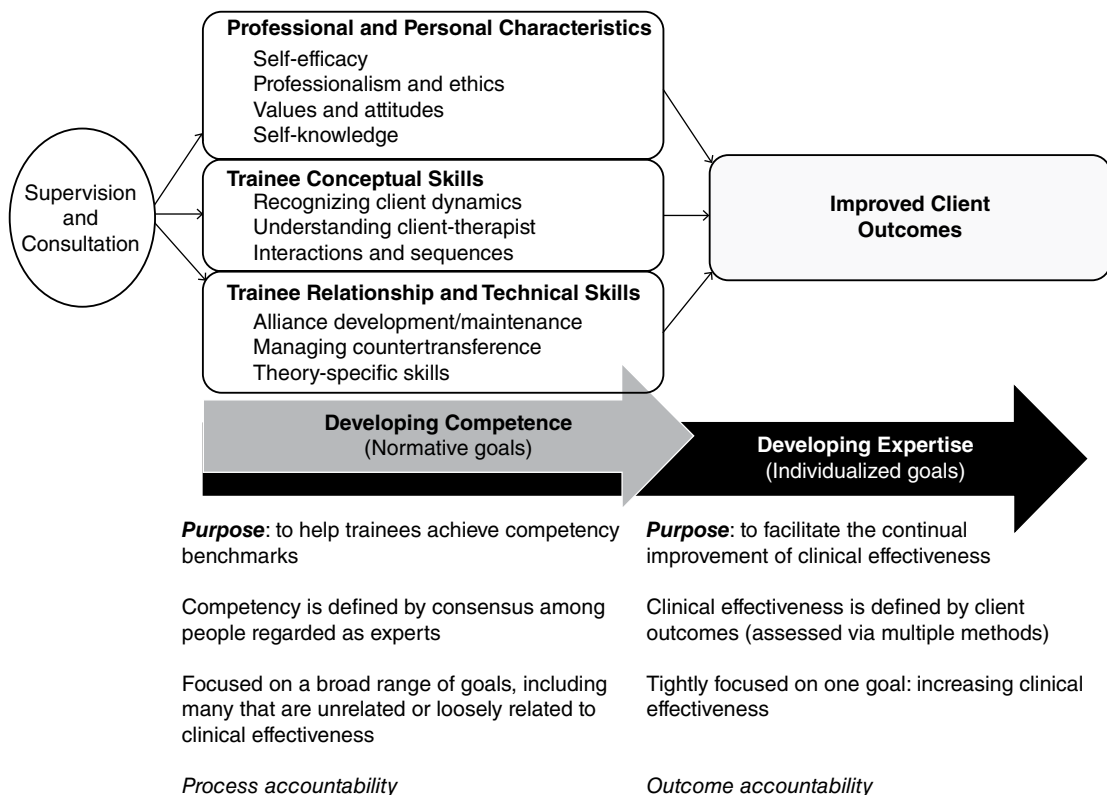 Supervision
and
Consultation
Professional and Personal Characteristics
Self-efficacy
Professionalism and ethics
Values and attitudes
Self-knowledge
Trainee Conceptual Skills
Recognizing client dynamics
Understanding client-therapist
Interactions and sequences
Trainee Relationship and Technical Skills
Alliance development/maintenance
Managing countertransference
Theory-specific skills
Improved Client
Outcomes
Developing Competence
(Normative goals)
Developing Expertise
(Individualized goals)
Purpose: to help trainees achieve competency
benchmarks
Competency is defined by consensus among
people regarded as experts
Focused on a broad range of goals, including
many that are unrelated or loosely related to
clinical effectiveness
Process accountability
Purpose: to facilitate the continual
improvement of clinical effectiveness
Clinical effectiveness is defined by client
outcomes (assessed via multiple methods)
Tightly focused on one goal: increasing clinical
effectiveness
Outcome accountability